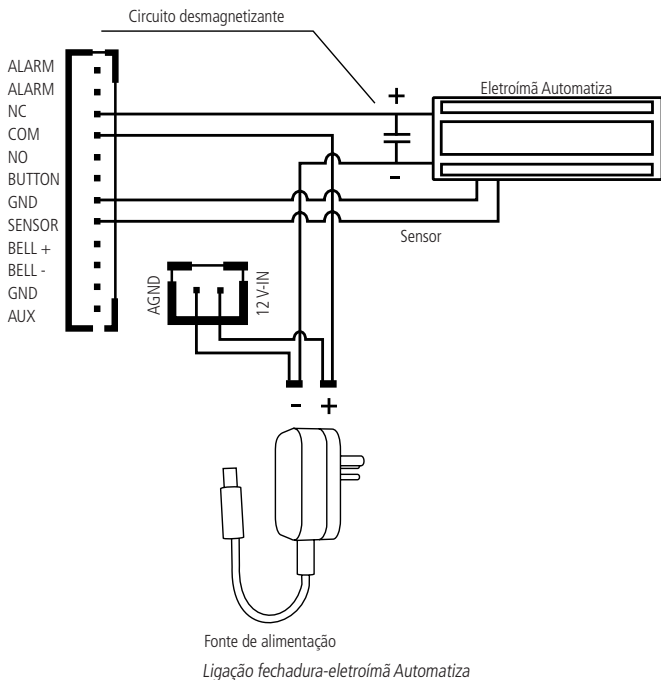 Circuito desmagnetizante
ALARM
ALARM
NC
COM
NO
BUTTON
GND
SENSOR
BELL +
BELL -
GND
AUX
+
-
Eletroímã Automatiza
Sensor
AGND
12 V-IN
- +
Fonte de alimentação
Ligação fechadura-eletroímã Automatiza